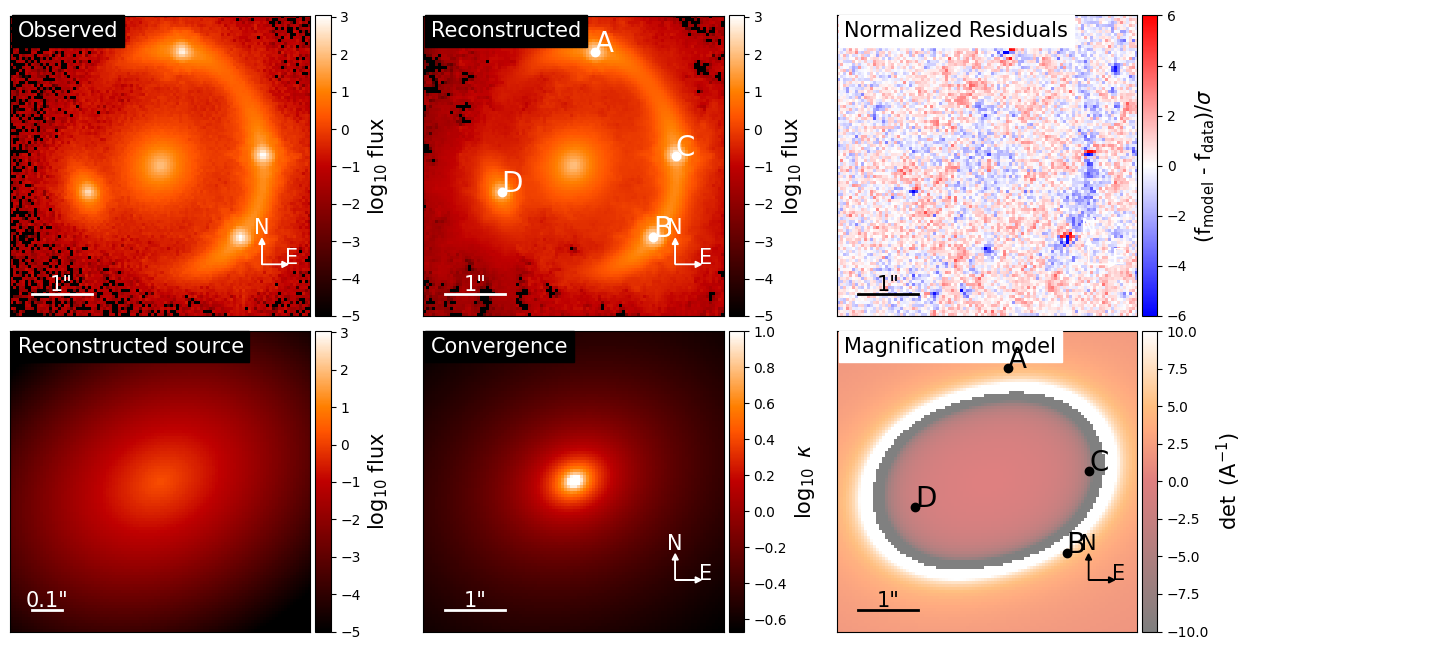 Observed
N
E
1"
3
2
1
0
−1
−2
−3
−4
−5
log10 flux
Reconstructed
A
C
D
B
N
E
1"
3
2
1
0
−1
−2
−3
−4
−5
log10 flux
Normalized Residuals
1"
6
4
2
0
−2
−4
−6
(fmodel - fdata)/σ
Reconstructed source
0.1"
3
2
1
0
−1
−2
−3
−4
−5
log10 flux
Convergence
N
E
1"
1.0
0.8
0.6
0.4
0.2
0.0
−0.2
−0.4
−0.6
log10 κ
Magnification model
A
C
D
B
N
E
1"
10.0
7.5
5.0
2.5
0.0
−2.5
−5.0
−7.5
−10.0
det (A−1)